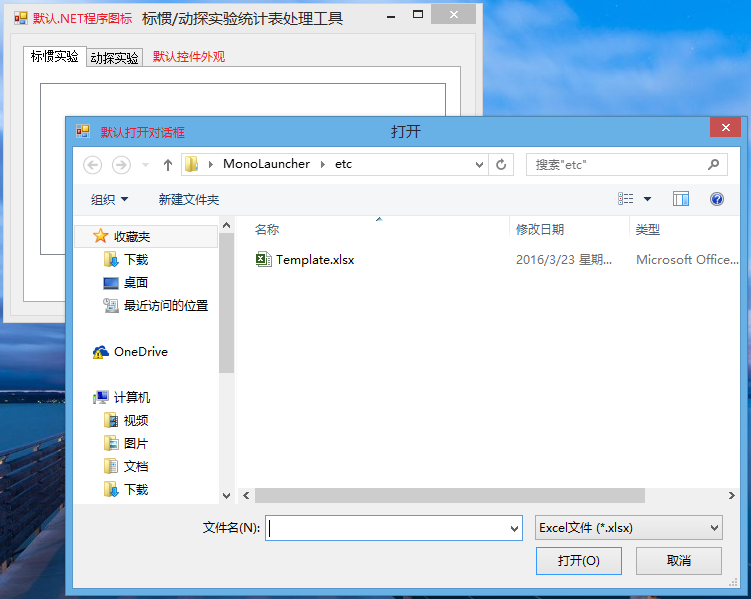 默认.NET程序图标 标惯/动探实验统计表处理工具
标惯实验 动探实验 默认控件外观
默认打开对话框 打开
MonoLauncher etc 搜索"etc"
组织 新建文件夹
名称 修改日期 类型
收藏夹
Template.xlsx 2016/3/23 星期... Microsoft Office...
下载
桌面
最近访问的位置
OneDrive
计算机
视频
图片
文档
下载
文件名(N): Excel文件 (*.xlsx)
打开(O) 取消